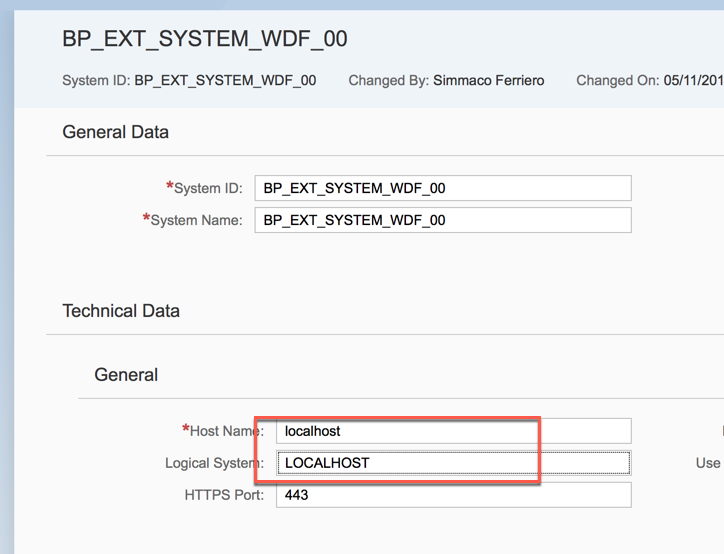 BP_EXT_SYSTEM_WDF_00
System ID: BP_EXT_SYSTEM_WDF_00 Changed By: Simmaco Ferriero Changed On: 05/11/201
General Data
*System ID: BP_EXT_SYSTEM_WDF_00
*System Name: BP_EXT_SYSTEM_WDF_00
Technical Data
General
*Host Name: localhost
Logical System: LOCALHOST Use
HTTPS Port: 443